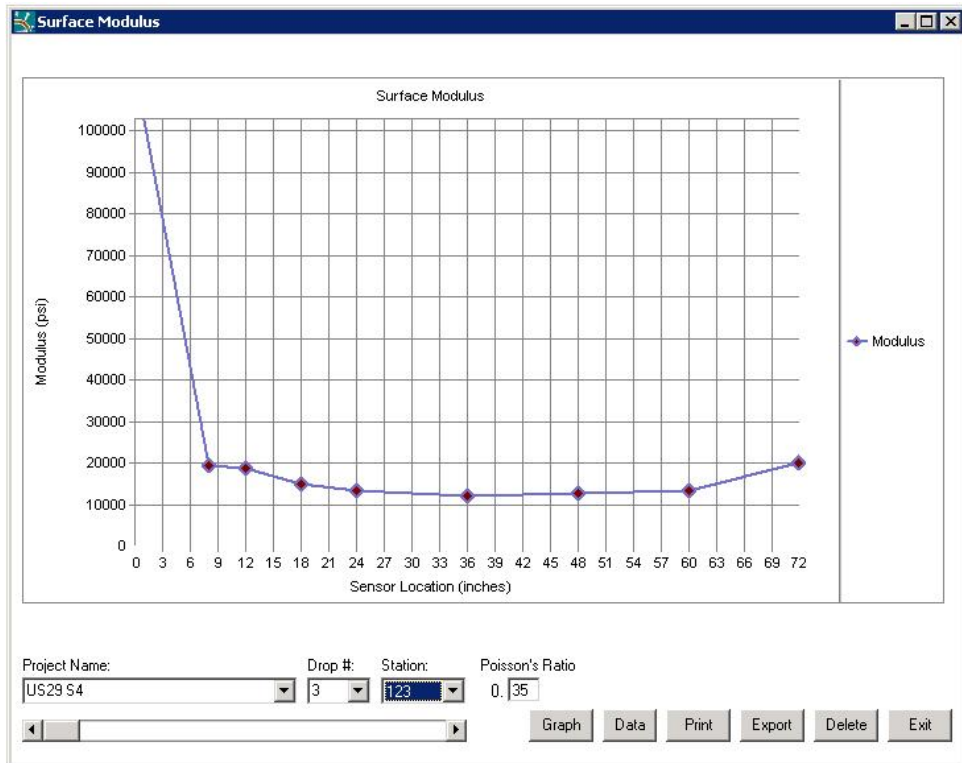 Surface Modulus
Surface Modulus
Modulus (psi)
100000
90000
80000
70000
60000
50000
40000
30000
20000
10000
0
0 3 6 9 12 15 18 21 24 27 30 33 36 39 42 45 48 51 54 57 60 63 66 69 72
Sensor Location (inches)
Modulus
Project Name: Drop #: Station: Poisson's Ratio
US29 S4 3 123 0. 35
Graph Data Print Export Delete Exit